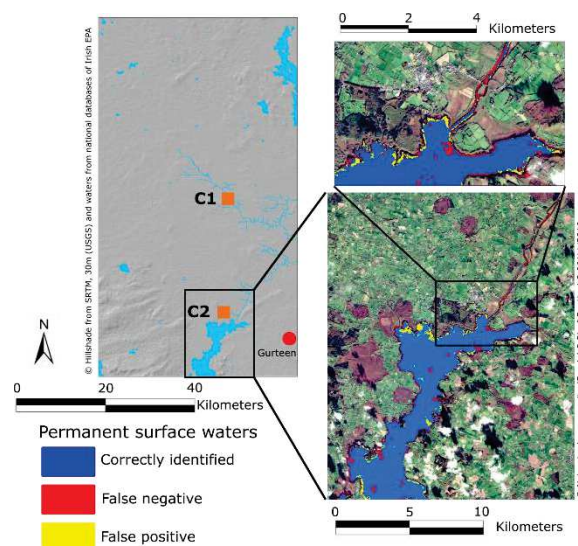 0 2 4
Kilometers
© Hillshade from SRTM, 30m (USGS) and waters from national databases of Irish EPA
C1
C2
N
Gurteen
0 20 40
Kilometers
Permanent surface waters
Correctly identified
False negative
False positive
0 5 10
Kilometers